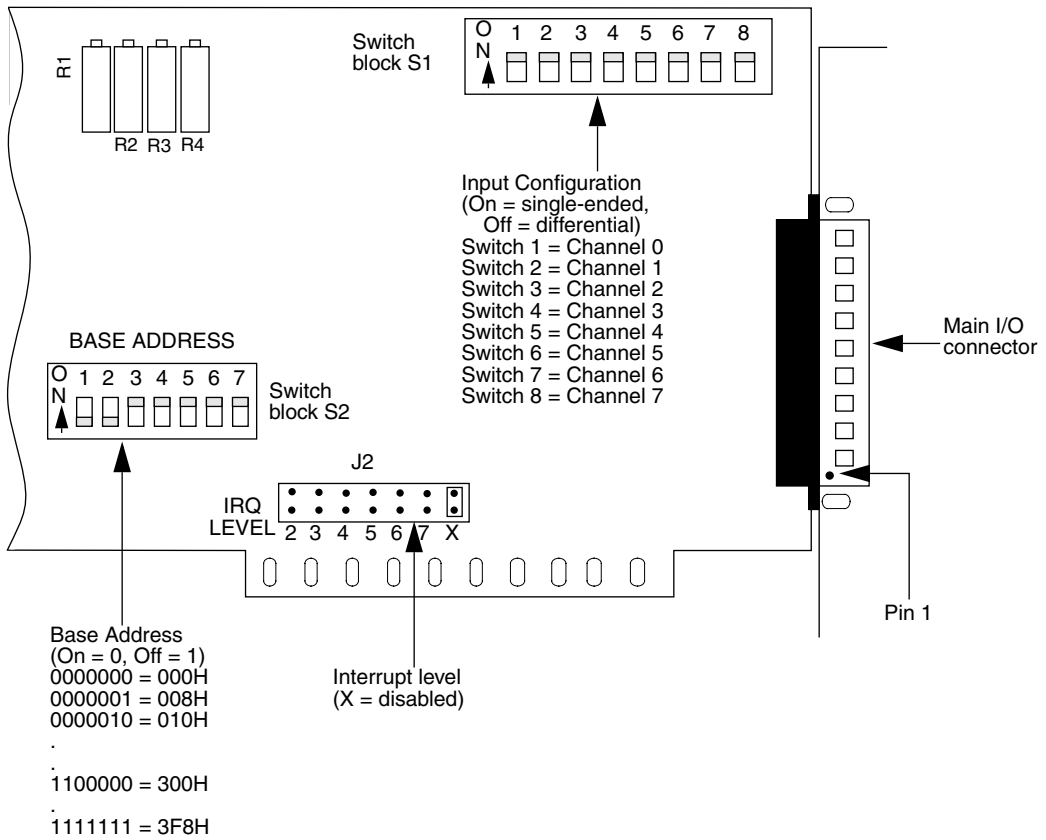 R1
R2 R3 R4
Switch
block S1
O
N
1 2 3 4 5 6 7 8
Input Configuration
(On = single-ended,
Off = differential)
Switch 1 = Channel 0
Switch 2 = Channel 1
Switch 3 = Channel 2
Switch 4 = Channel 3
Switch 5 = Channel 4
Switch 6 = Channel 5
Switch 7 = Channel 6
Switch 8 = Channel 7
Main I/O
connector
BASE ADDRESS
O
N
1 2 3 4 5 6 7
Switch
block S2
J2
IRQ
LEVEL
2 3 4 5 6 7 X
Pin 1
Base Address
(On = 0, Off = 1)
0000000 = 000H
0000001 = 008H
0000010 = 010H
.
.
1100000 = 300H
.
1111111 = 3F8H
Interrupt level
(X = disabled)